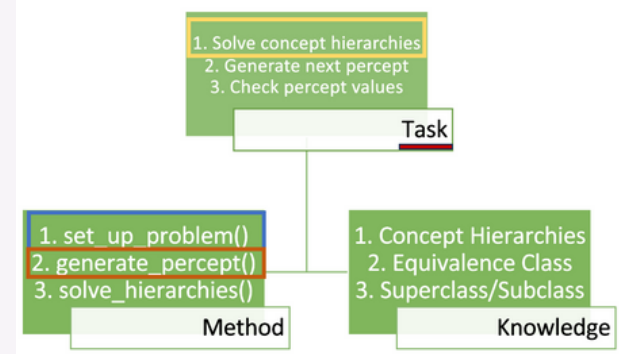 1. Solve concept hierarchies
2. Generate next percept
3. Check percept values
Task
1. set_up_problem()
2. generate_percept()
3. solve_hierarchies()
Method
1. Concept Hierarchies
2. Equivalence Class
3. Superclass/Subclass
Knowledge